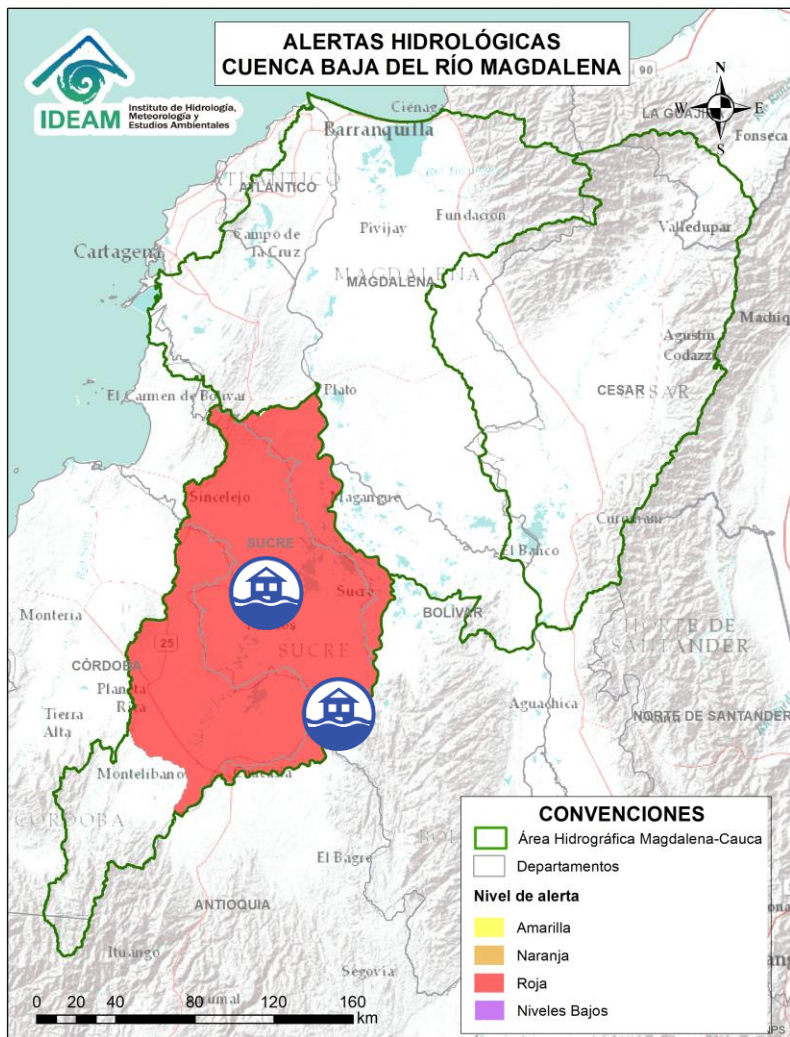 ALERTAS HIDROLÓGICAS
CUENCA BAJA DEL RÍO MAGDALENA
IDEAM
Instituto de Hidrología,
Meteorología y
Estudios Ambientales
N
W E
S
90
LA GUAJIRA
Ciénaga
Barranquilla
Fonseca
ATLÁNTICO
Fundación
Pivijay
Valledupar
Campo de
la Cruz
Cartagena
MAGDALENA
MAGDALENA
Agustín
Codazzi
CESAR
CESAR
El Carmen de Bolívar
Plato
Sincelejo
Magangue
SUCRE
El Banco
Sucre
BOLÍVAR
Montería
SUCRE
NORTE DE
SANTANDER
25
CÓRDOBA
Planeta
Rica
Aguachica
Tierra
Alta
NORTE DE SANTANDER
Montelibano
CÓRDOBA
El Bagre
ANTIOQUIA
Ituango
Segovia
CONVENCIONES
Área Hidrográfica Magdalena-Cauca
Departamentos
Nivel de alerta
Amarilla
Naranja
Roja
Niveles Bajos
0 20 40 80 120 160
km